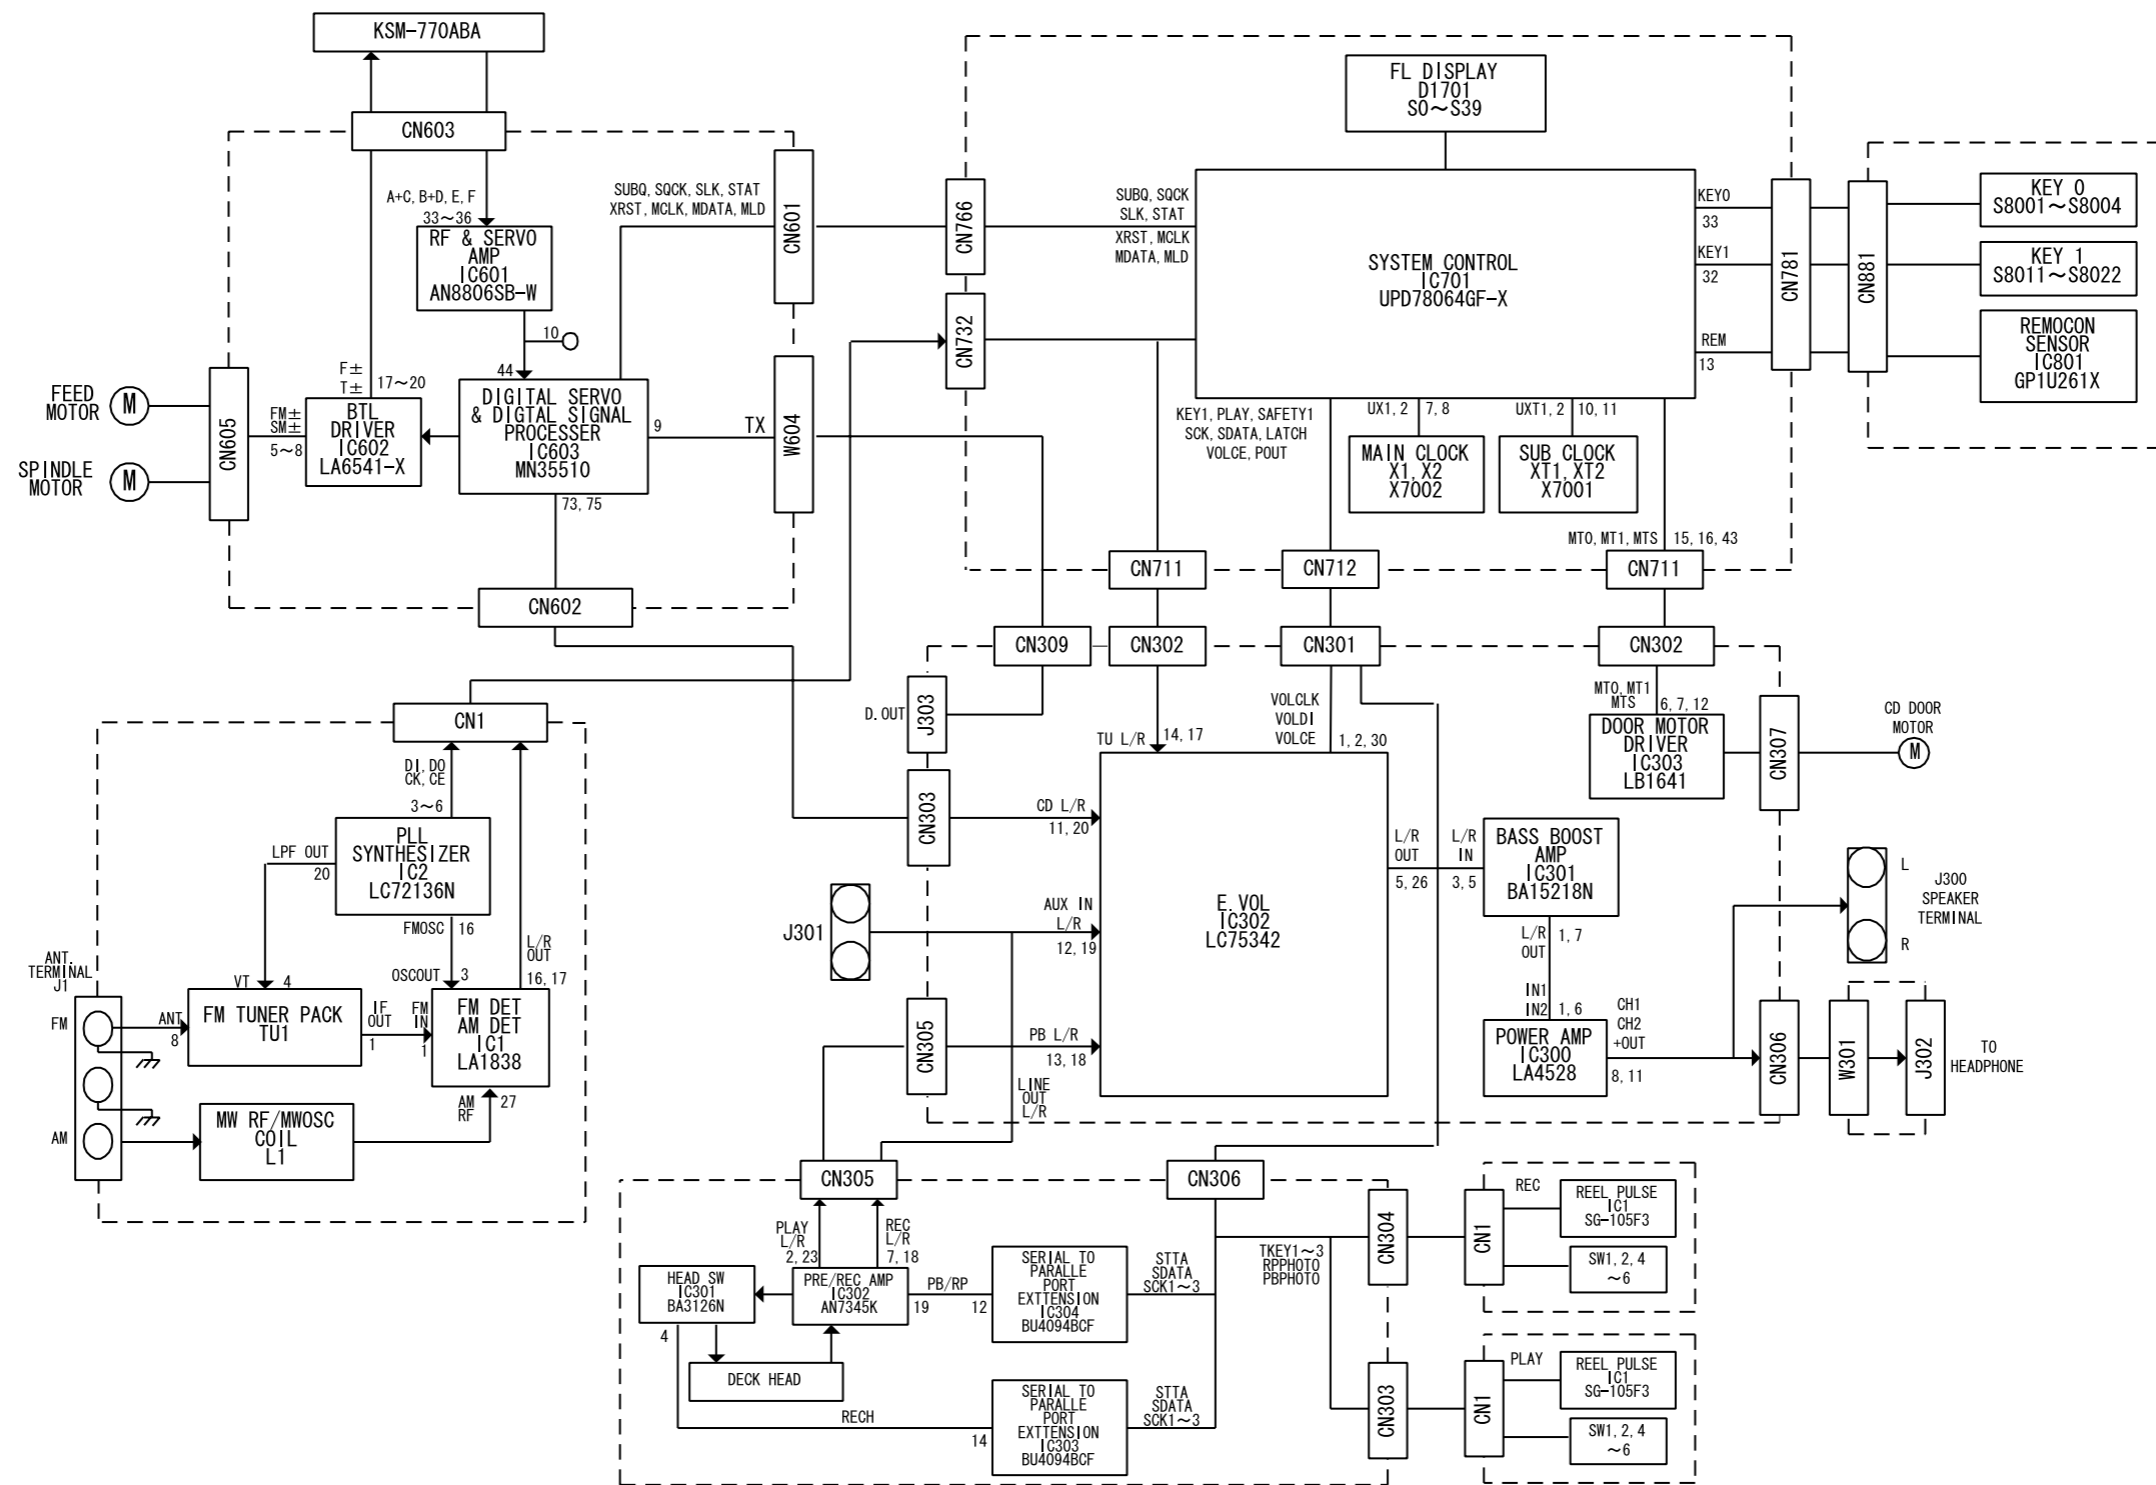 KSM-770ABA
CN603
A+C, B+D, E, F
33～36
RF & SERVO
AMP
IC601
AN8806SB-W
10
SUBQ, SQCK, SLK, STAT
XRST, MCLK, MDATA, MLD
CN601
44
DIGITAL SERVO
& DIGTAL SIGNAL
PROCESSER
IC603
MN35510
9
TX
W604
73, 75
F±
T±
17～20
BTL
DRIVER
IC602
LA6541-X
FM±
SM±
5～8
CN605
FEED
MOTOR
M
SPINDLE
MOTOR
M
CN602
FL DISPLAY
D1701
S0～S39
CN766
SUBQ, SQCK
SLK, STAT
XRST, MCLK
MDATA, MLD
CN732
SYSTEM CONTROL
IC701
UPD78064GF-X
KEY0
33
KEY1
32
REM
13
CN781
CN881
KEY 0
S8001～S8004
KEY 1
S8011～S8022
REMOCON
SENSOR
IC801
GP1U261X
KEY1, PLAY, SAFETY1
SCK, SDATA, LATCH
VOLCE, POUT
UX1, 2
7, 8
MAIN CLOCK
X1, X2
X7002
UXT1, 2
10, 11
SUB CLOCK
XT1, XT2
X7001
MT0, MT1, MTS
15, 16, 43
CN711
CN712
CN711
CN309
CN302
CN301
CN302
D. OUT
J303
TU L/R
14, 17
VOLCLK
VOLDI
VOLCE
1, 2, 30
MT0, MT1
MTS
6, 7, 12
DOOR MOTOR
DRIVER
IC303
LB1641
CN307
CD DOOR
MOTOR
M
CN303
CD L/R
11, 20
J301
AUX IN
L/R
12, 19
E. VOL
IC302
LC75342
L/R
OUT
5, 26
L/R
IN
3, 5
BASS BOOST
AMP
IC301
BA15218N
L/R
OUT
1, 7
IN1
IN2
1, 6
POWER AMP
IC300
LA4528
CH1
CH2
+OUT
8, 11
L
R
J300
SPEAKER
TERMINAL
CN306
W301
J302
TO
HEADPHONE
CN305
PB L/R
13, 18
LINE
OUT
L/R
CN1
DI, DO
CK, CE
3～6
PLL
SYNTHESIZER
IC2
LC72136N
LPF OUT
20
FMOSC
16
OSCOUT
3
L/R
OUT
16, 17
ANT.
TERMINAL
J1
FM
AM
ANT
8
VT
4
FM TUNER PACK
TU1
IF
OUT
1
FM
IN
1
FM DET
AM DET
IC1
LA1838
MW RF/MWOSC
COIL
L1
AM
RF
27
CN305
CN306
PLAY
L/R
2, 23
REC
L/R
7, 18
HEAD SW
IC301
BA3126N
4
PRE/REC AMP
IC302
AN7345K
PB/RP
19
12
SERIAL TO
PARALLE
PORT
EXTTENSION
IC304
BU4094BCF
STTA
SDATA
SCK1～3
DECK HEAD
RECH
14
SERIAL TO
PARALLE
PORT
EXTTENSION
IC303
BU4094BCF
STTA
SDATA
SCK1～3
TKEY1～3
RPPHOTO
PBPHOTO
CN304
CN303
CN1
REC
REEL PULSE
IC1
SG-105F3
SW1, 2, 4
～6
CN1
PLAY
REEL PULSE
IC1
SG-105F3
SW1, 2, 4
～6